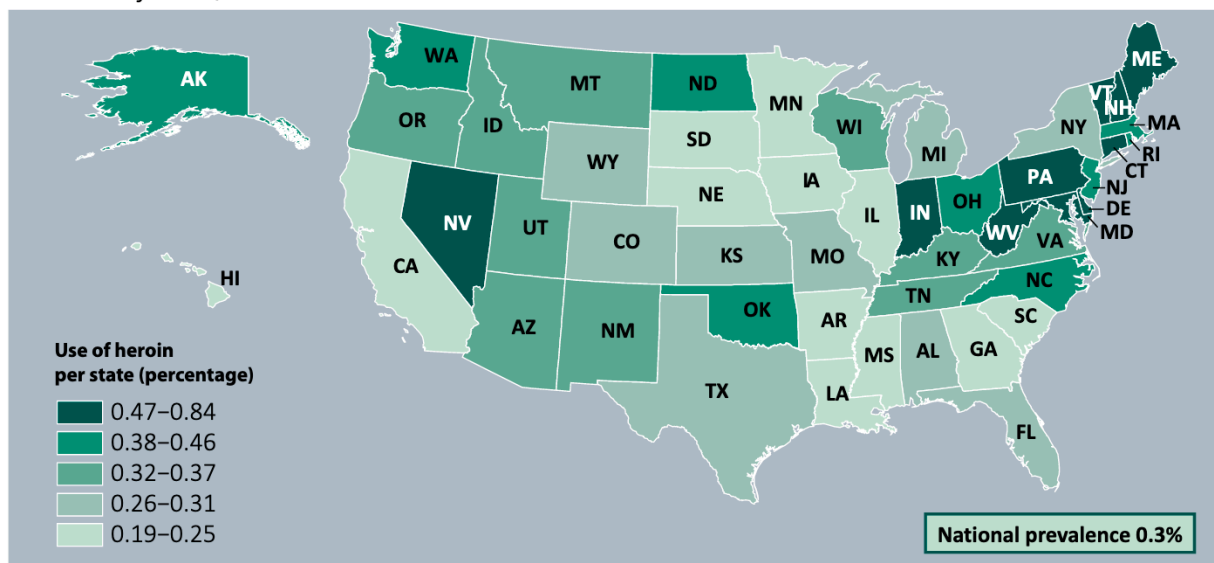 AK
WA
MT
ND
MN
ME
VT
NH
OR
ID
SD
WI
NY
MA
WY
MI
RI
CT
IA
PA
NJ
NE
NV
IL
IN
OH
DE
MD
UT
CO
WV
VA
CA
KS
MO
KY
HI
NC
TN
AZ
NM
OK
AR
SC
MS
AL
GA
TX
LA
FL
Use of heroin
per state (percentage)
0.47–0.84
0.38–0.46
0.32–0.37
0.26–0.31
0.19–0.25
National prevalence 0.3%